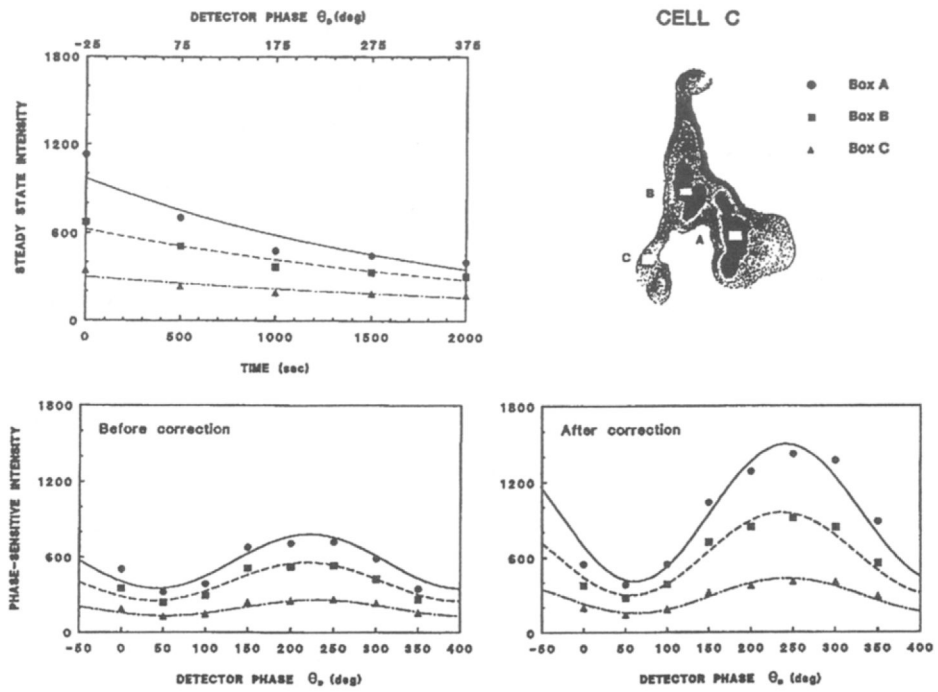 DETECTOR PHASE θD (deg)
-25 75 175 275 375
1800
1200
600
0
STEADY STATE INTENSITY
0 500 1000 1500 2000
TIME (sec)
CELL C
Box A
Box B
Box C
B
A
C
1800
1200
600
0
PHASE-SENSITIVE INTENSITY
Before correction
-50 0 50 100 150 200 250 300 350 400
DETECTOR PHASE θD (deg)
1800
1200
600
0
After correction
-50 0 50 100 150 200 250 300 350 400
DETECTOR PHASE θD (deg)